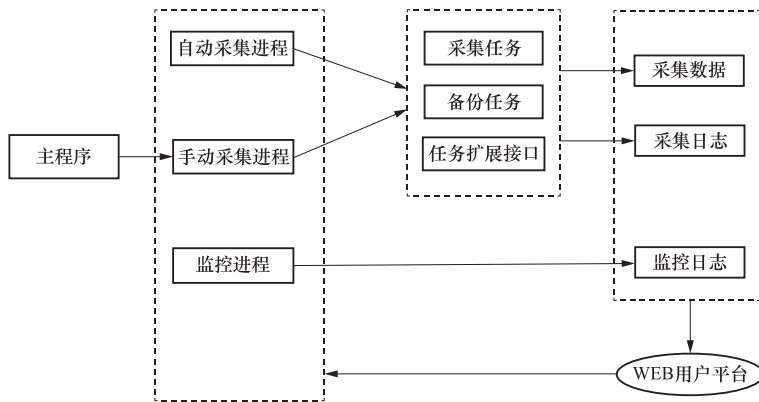 自动采集进程
采集任务
采集数据
备份任务
主程序
手动采集进程
任务扩展接口
采集日志
监控进程
监控日志
WEB用户平台